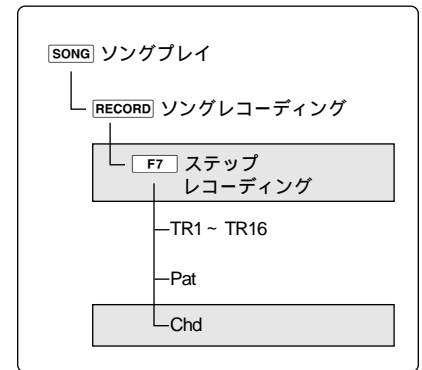 SONG ソングプレイ
RECORD ソングレコーディング
F7 ステップ
レコーディング
TR1~ TR16
Pat
Chd